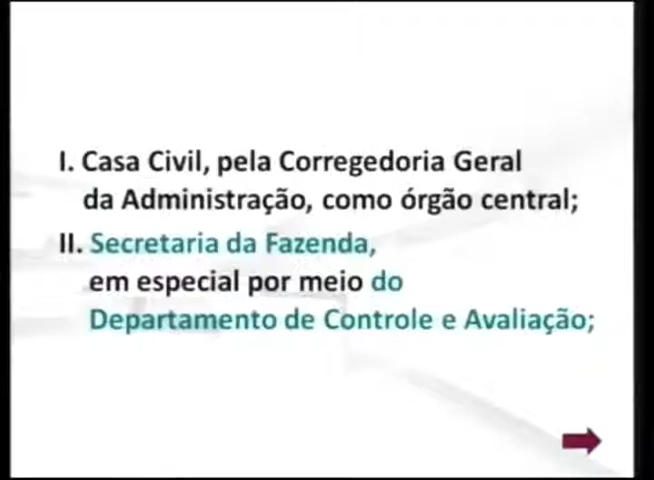 I. Casa Civil, pela Corregedoria Geral
da Administração, como órgão central;
II. Secretaria da Fazenda,
em especial por meio do
Departamento de Controle e Avaliação;